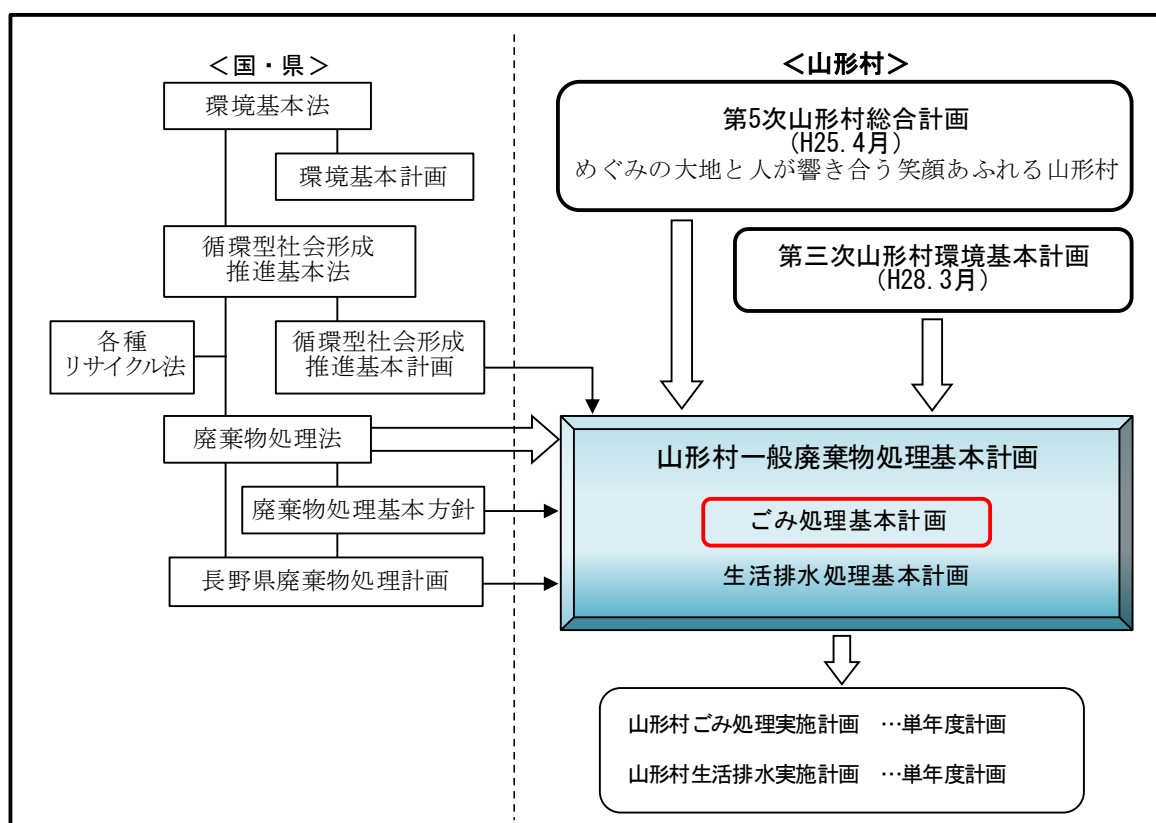 ＜国・県＞
環境基本法
環境基本計画
循環型社会形成
推進基本法
各種
リサイクル法
循環型社会形成
推進基本計画
廃棄物処理法
廃棄物処理基本方針
長野県廃棄物処理計画
＜山形村＞
第5次山形村総合計画
(H25.4月)
めぐみの大地と人が響き合う笑顔あふれる山形村
第三次山形村環境基本計画
(H28.3月)
山形村一般廃棄物処理基本計画
ごみ処理基本計画
生活排水処理基本計画
山形村ごみ処理実施計画　…単年度計画
山形村生活排水実施計画　…単年度計画